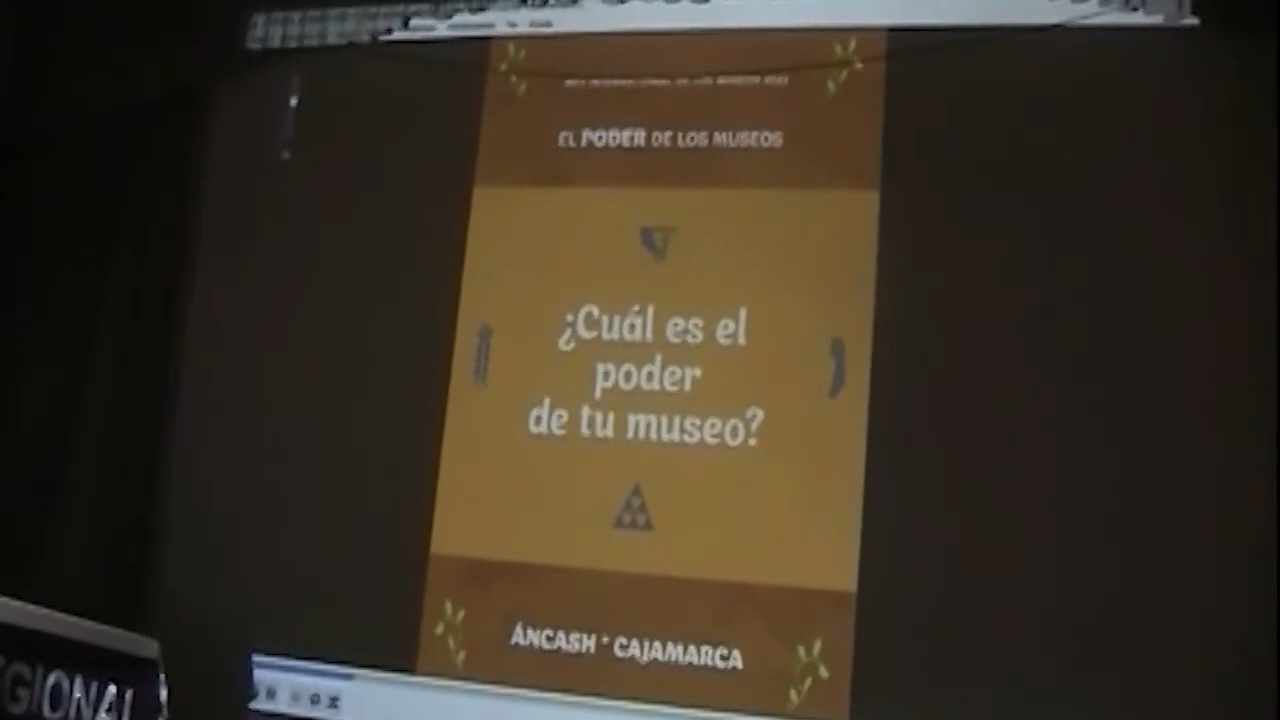 EL PODER DE LOS MUSEOS
¿Cuál es el
poder
de tu museo?
ÁNCASH * CAJAMARCA
GIONAL